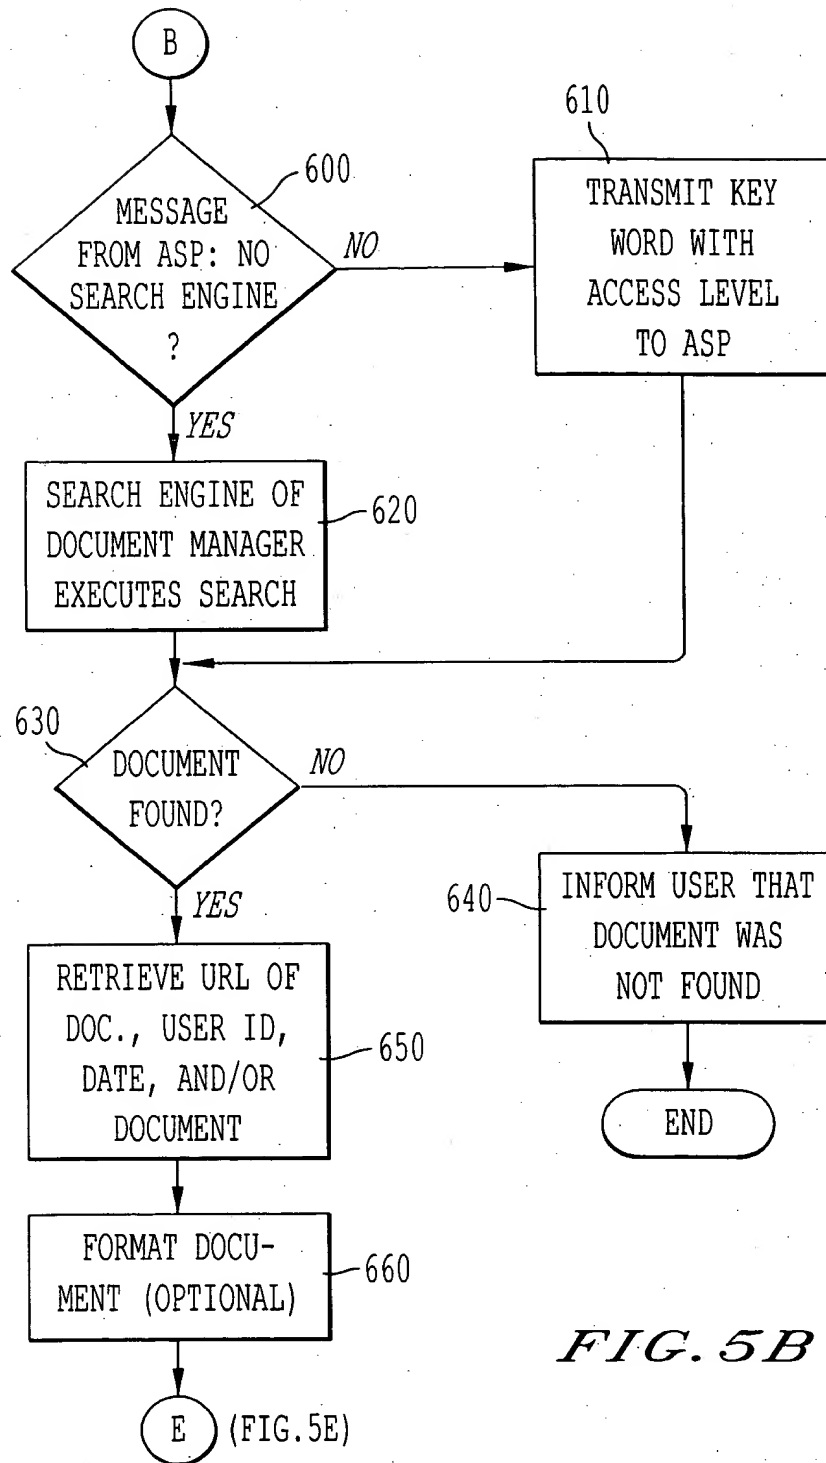 B
600
MESSAGE
FROM ASP: NO
SEARCH ENGINE
?
NO
610
TRANSMIT KEY
WORD WITH
ACCESS LEVEL
TO ASP
YES
SEARCH ENGINE OF
DOCUMENT MANAGER
EXECUTES SEARCH
620
630
DOCUMENT
FOUND?
NO
640
INFORM USER THAT
DOCUMENT WAS
NOT FOUND
END
YES
RETRIEVE URL OF
DOC., USER ID,
DATE, AND/OR
DOCUMENT
650
FORMAT DOCU-
MENT (OPTIONAL)
660
E (FIG.5E)
FIG. 5B